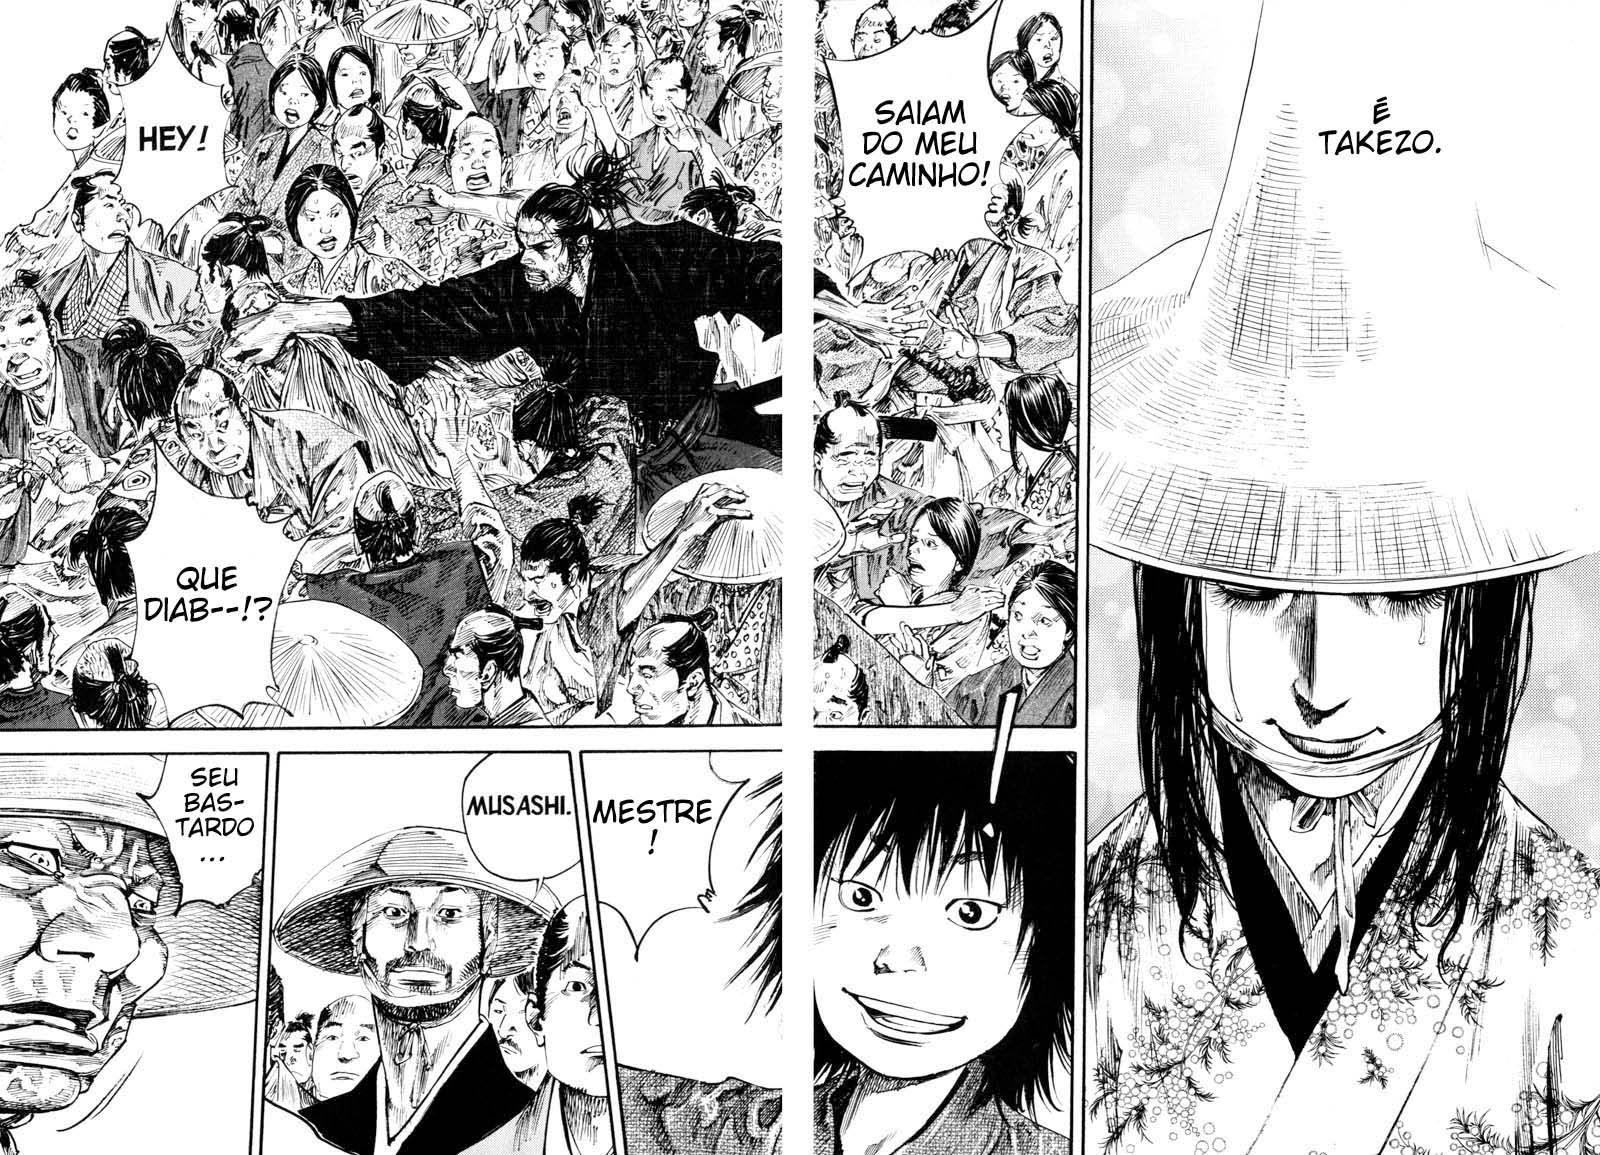 É
TAKEZO.
SAIAM
DO MEU
CAMINHO!
HEY!
QUE
DIAB--!?
!
MESTRE
!
MUSASHI.
SEU
BAS-
TARDO
...